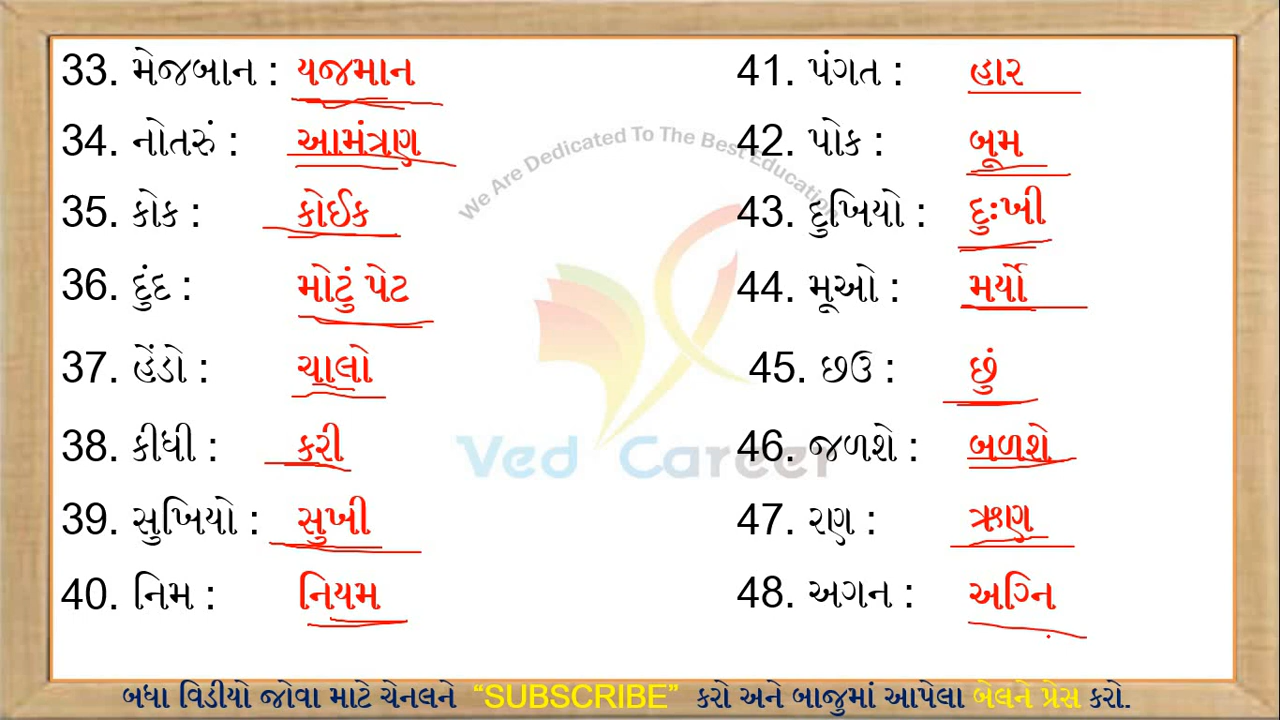 33. મેજબાન : યજમાન
34. નોતરું : આમંત્રણ
35. કોક : કોઈક
36. દુંદ : મોટું પેટ
37. હેંડો : ચાલો
38. કીધી : કરી
39. સુખિયો : સુખી
40. નિમ : નિયમ
41. પંગત : હાર
42. પોક : બૂમ
43. દુખિયો : દુઃખી
44. મૂઓ : મર્યો
45. છઉ : છું
46. જળશે : બળશે
47. રણ : ઋણ
48. અગન : અગ્નિ
We Are Dedicated To The Best Education
Ved Career
બધા વિડીયો જોવા માટે ચેનલને “SUBSCRIBE” કરો અને બાજુમાં આપેલા બેલને પ્રેસ કરો.